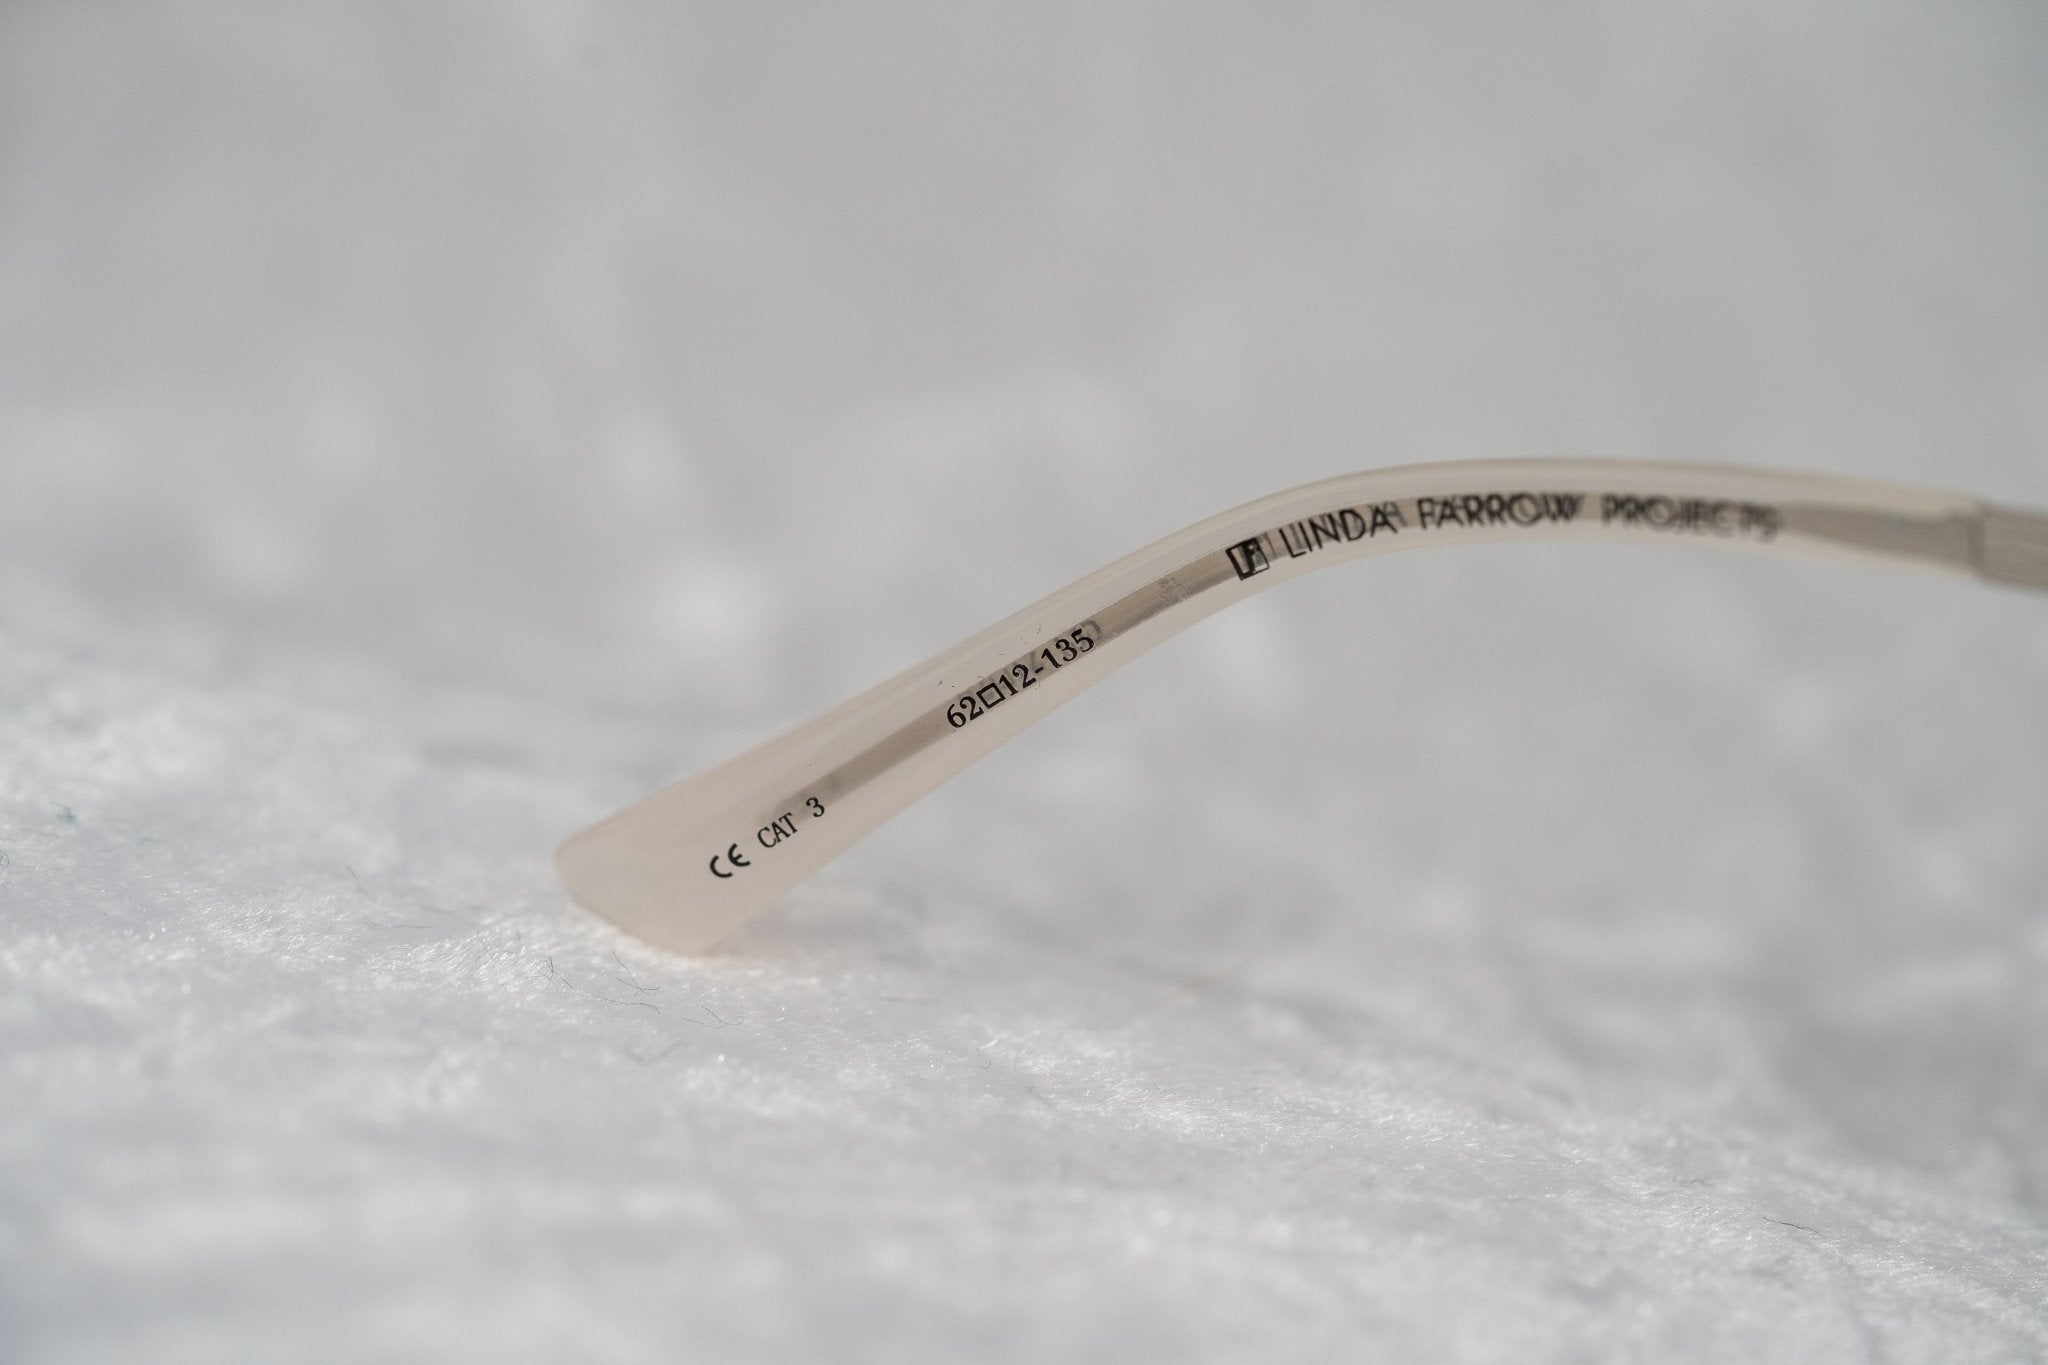 CE CAT 3
62□12-135
LF LINDA FARROW PROJECTS